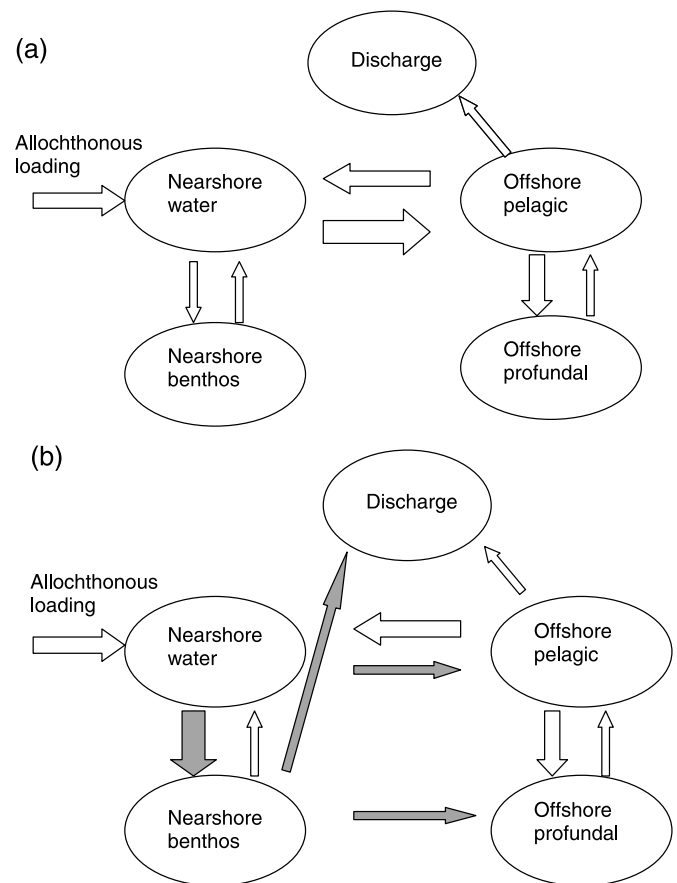 (a)
Discharge
Allochthonous
loading
Nearshore
water
Offshore
pelagic
Nearshore
benthos
Offshore
profundal
(b)
Discharge
Allochthonous
loading
Nearshore
water
Offshore
pelagic
Nearshore
benthos
Offshore
profundal